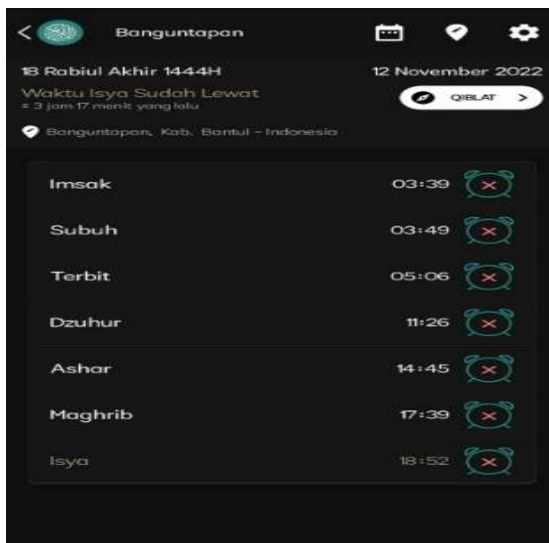 Banguntapan
18 Rabiul Akhir 1444H 12 November 2022
Waktu Isya Sudah Lewat
± 3 jam 17 menit yang lalu
QIBLAT
Banguntapan, Kab. Bantul - Indonesia
Imsak 03:39
Subuh 03:49
Terbit 05:06
Dzuhur 11:26
Ashar 14:45
Maghrib 17:39
Isya 18:52